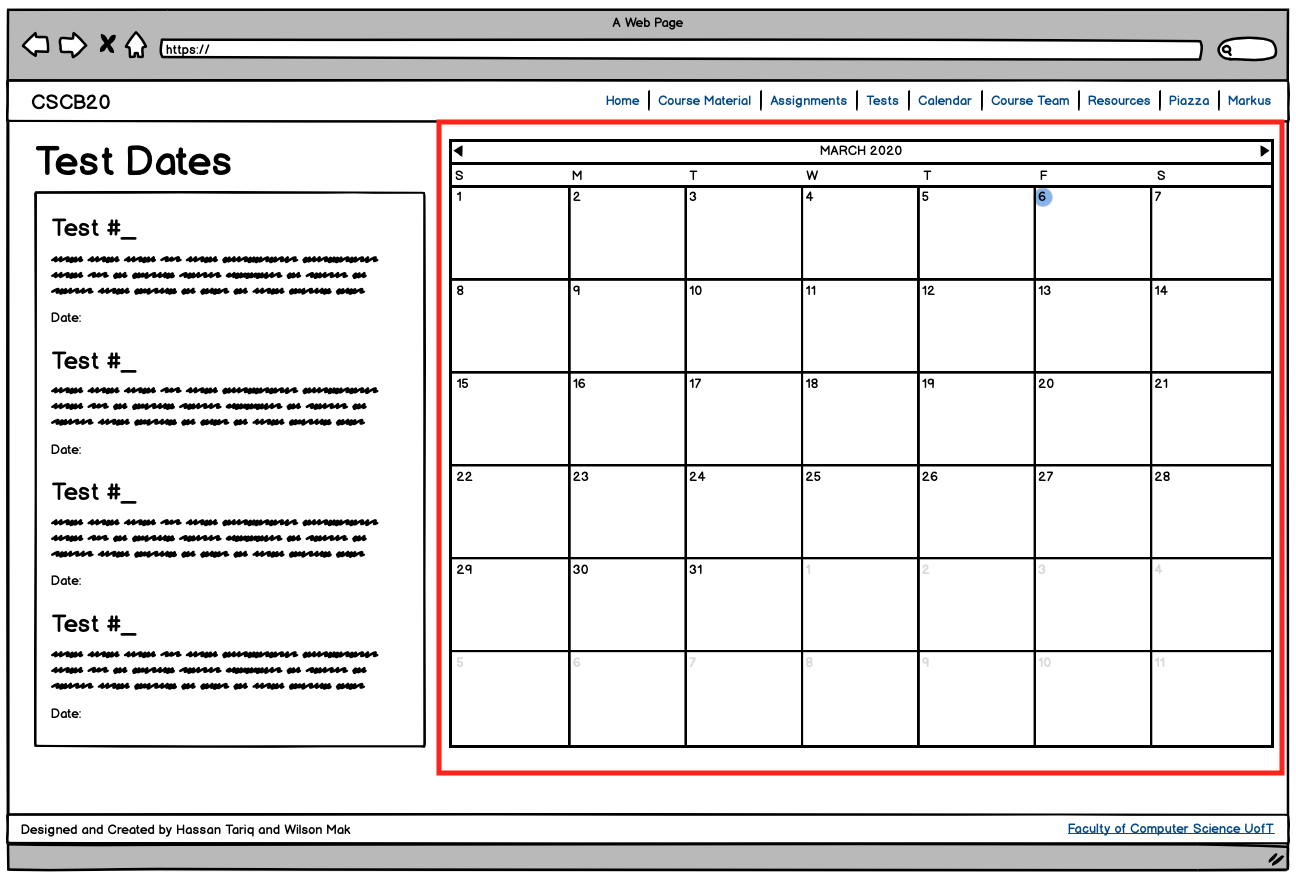 A Web Page
https://
CSCB20
Home Course Material Assignments Tests Calendar Course Team Resources Piazza Markus
Test Dates
Test #_
Date:
Test #_
Date:
Test #_
Date:
Test #_
Date:
MARCH 2020
S M T W T F S
1 2 3 4 5 6 7
8 9 10 11 12 13 14
15 16 17 18 19 20 21
22 23 24 25 26 27 28
29 30 31 1 2 3 4
5 6 7 8 9 10 11
Designed and Created by Hassan Tariq and Wilson Mak
Faculty of Computer Science UofT